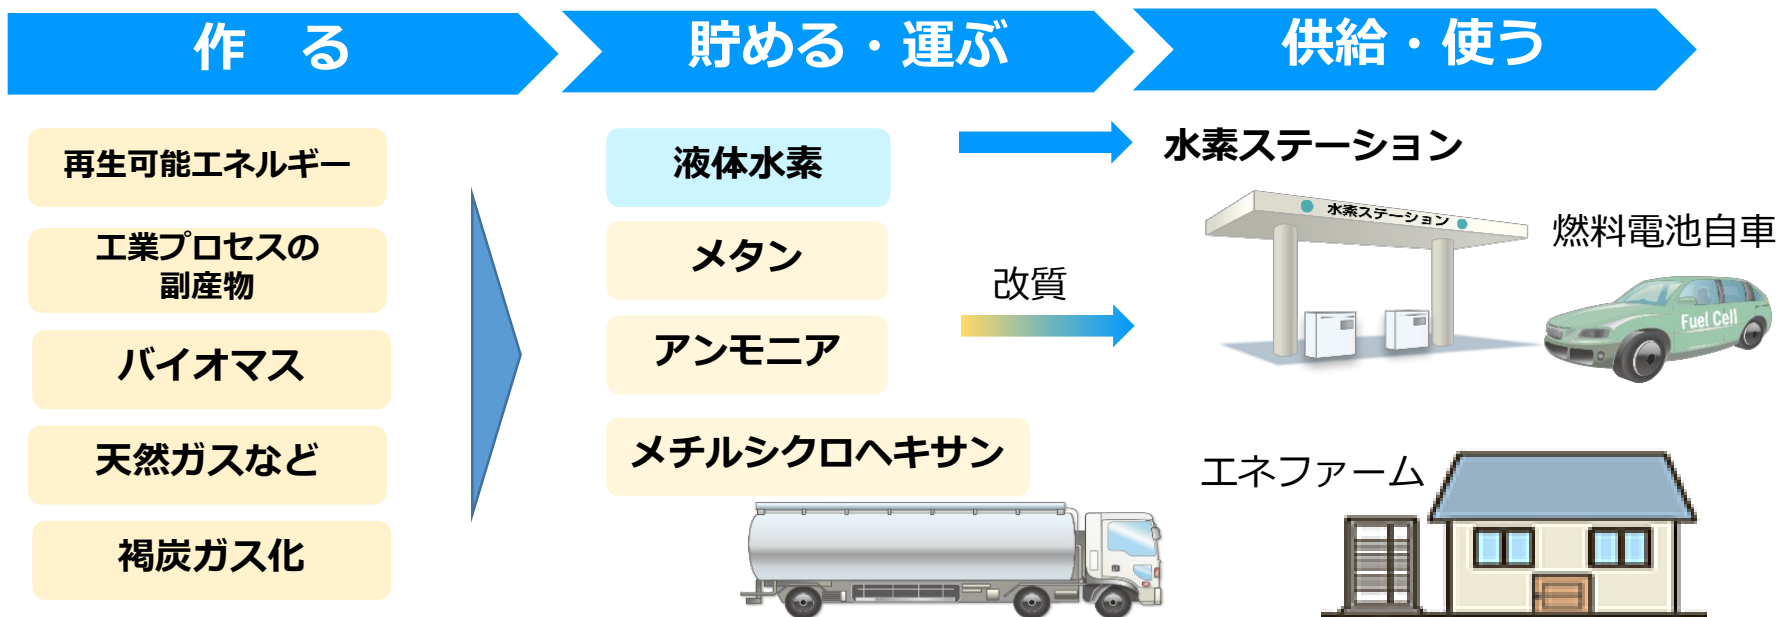 作　る
貯める・運ぶ
供給・使う
再生可能エネルギー
工業プロセスの
副産物
バイオマス
天然ガスなど
褐炭ガス化
液体水素
メタン
アンモニア
メチルシクロヘキサン
改質
水素ステーション
水素ステーション
燃料電池自車
Fuel Cell
エネファーム